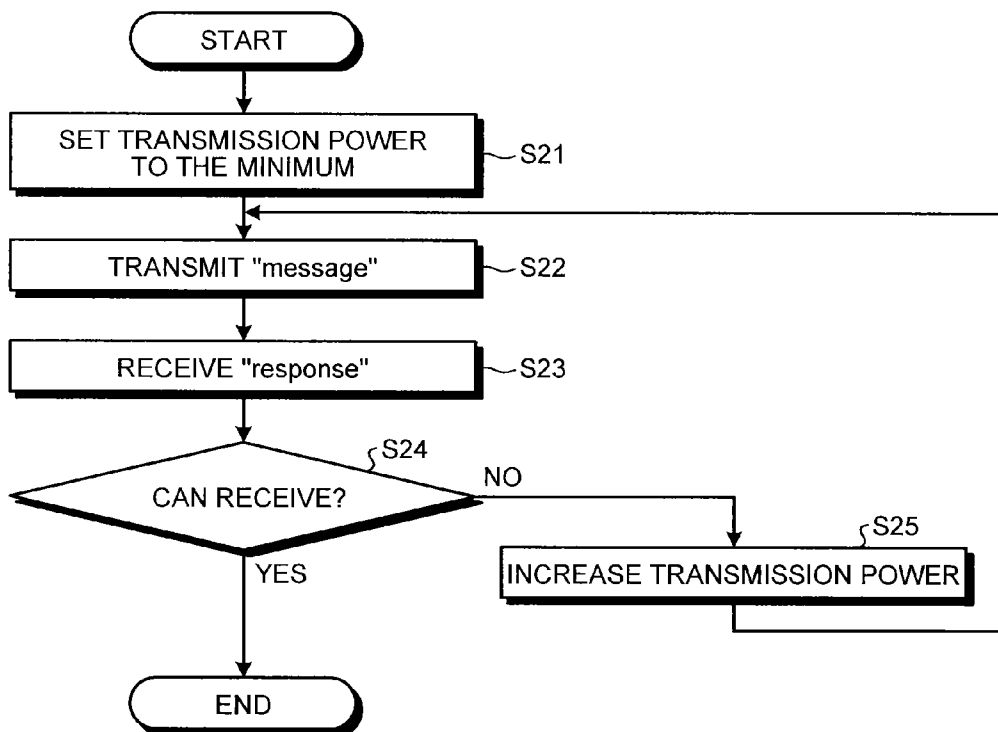 START
SET TRANSMISSION POWER
TO THE MINIMUM
S21
TRANSMIT "message"
S22
RECEIVE "response"
S23
S24
CAN RECEIVE?
NO
S25
INCREASE TRANSMISSION POWER
YES
END